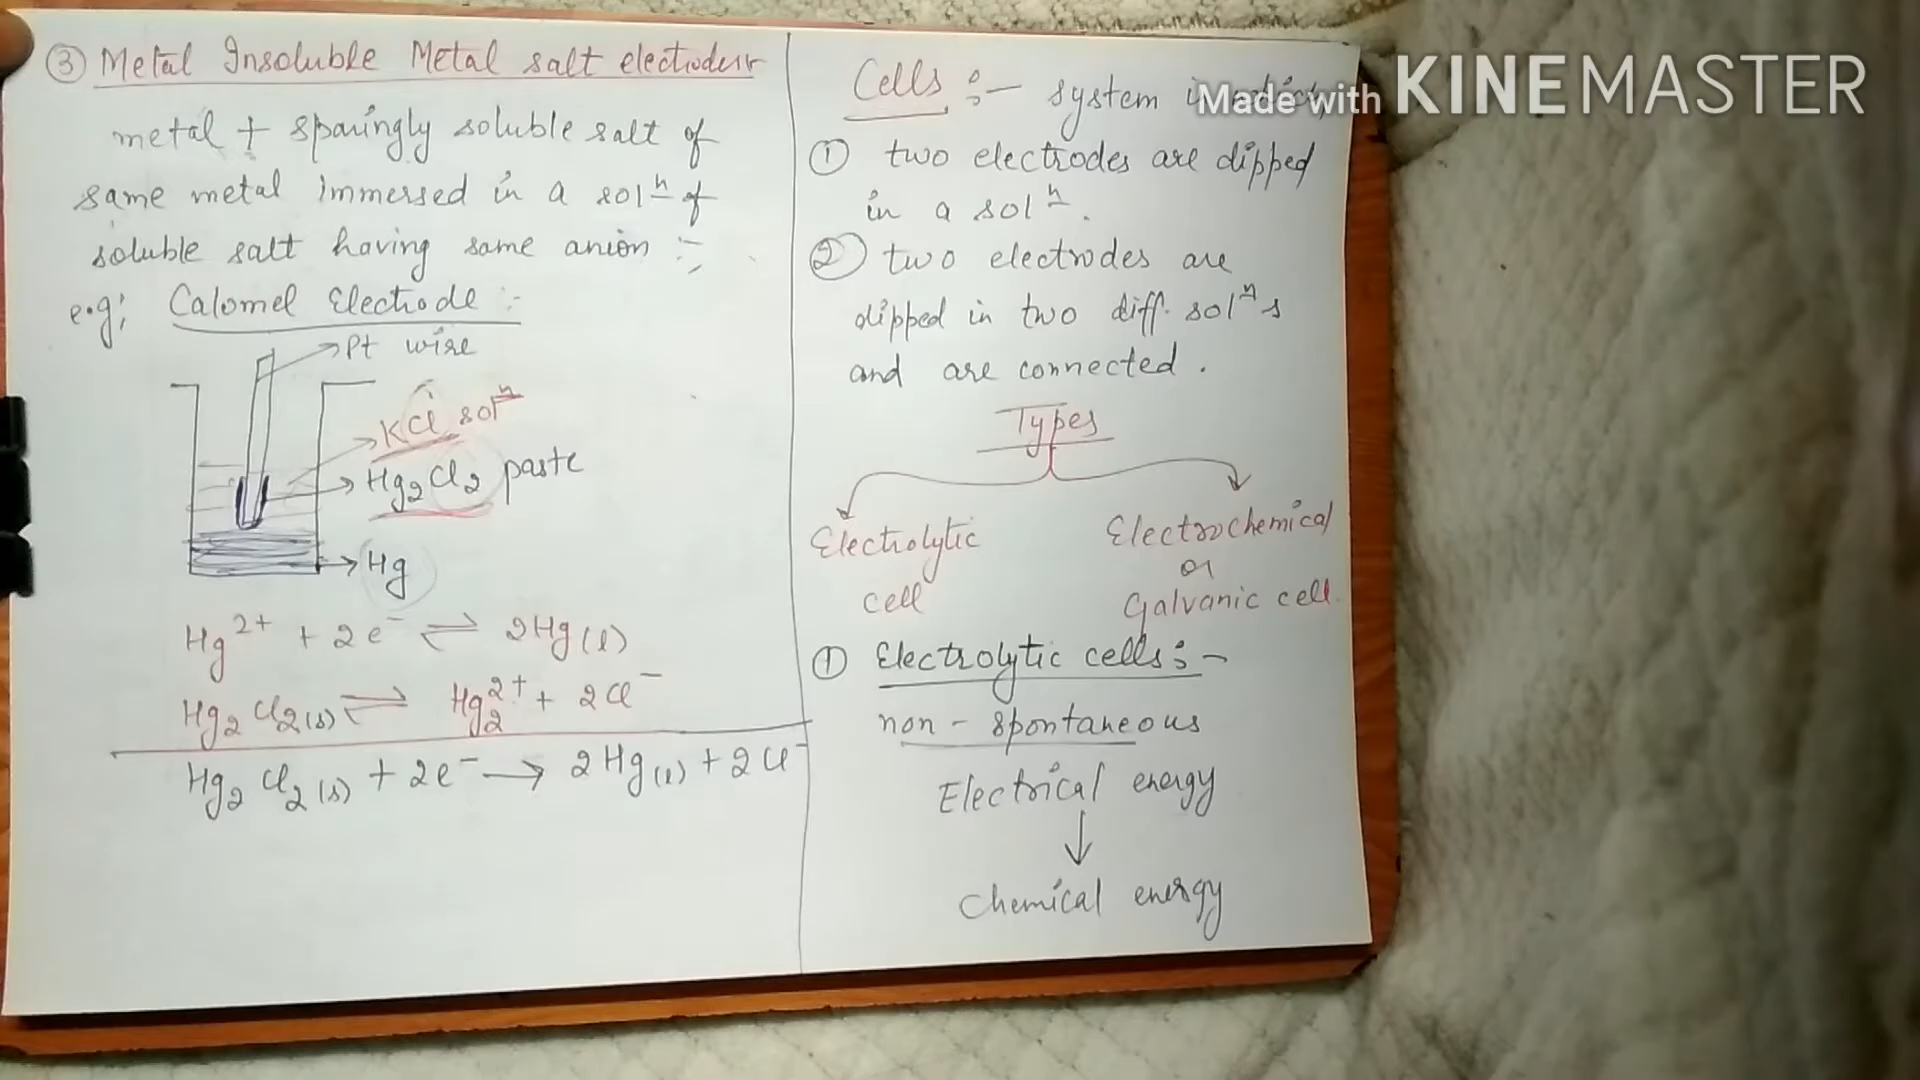 ③ Metal Insoluble Metal salt electrodes:-
metal + sparingly soluble salt of
same metal immersed in a solⁿ of
soluble salt having same anion :-
e.g; Calomel Electrode :-
Pt wire
KCl solⁿ
Hg₂Cl₂ paste
Hg
Hg²⁺ + 2e⁻ ⇌ 2Hg(l)
Hg₂Cl₂(s) ⇌ Hg₂²⁺ + 2Cl⁻
Hg₂Cl₂(s) + 2e⁻ → 2Hg(l) + 2Cl⁻
Cells :- system in
① two electrodes are dipped
in a solⁿ.
② two electrodes are
dipped in two diff. solⁿs
and are connected.
Types
Electrolytic
cell
Electrochemical
or
Galvanic cell
① Electrolytic cells :-
non-spontaneous
Electrical energy
↓
Chemical energy
Made with KINEMASTER